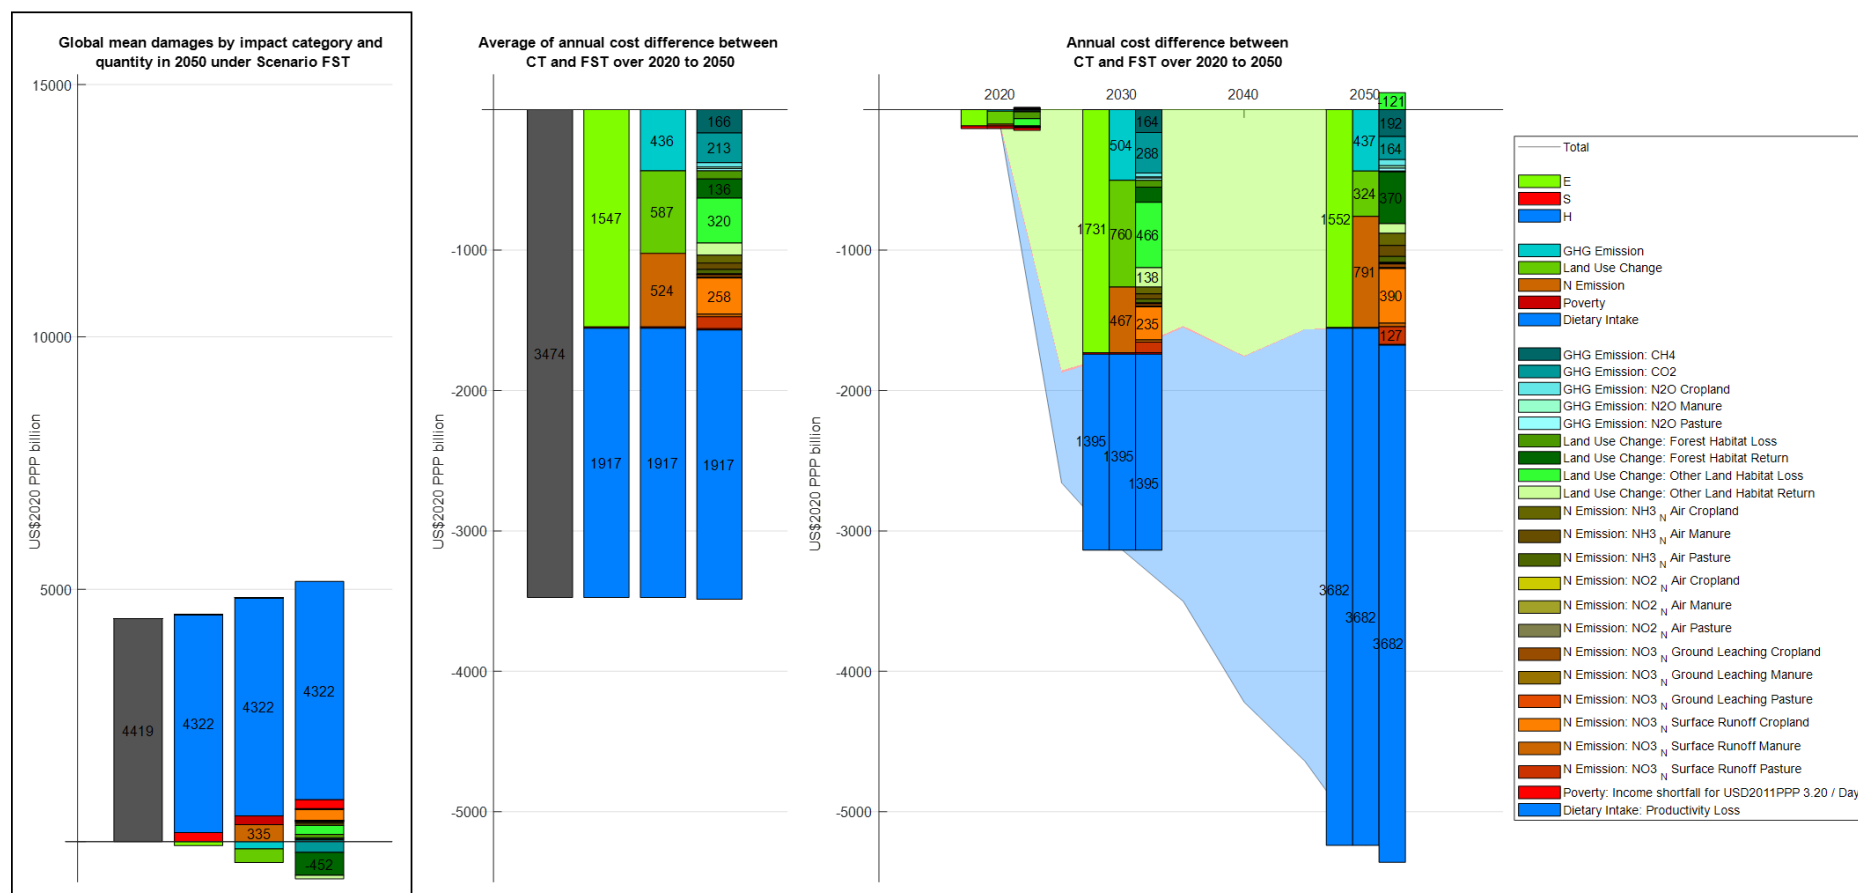 Global mean damages by impact category and
quantity in 2050 under Scenario FST
15000
10000
5000
US$2020 PPP billion
4419
4322
4322
335
4322
-452
Average of annual cost difference between
CT and FST over 2020 to 2050
-1000
-2000
-3000
-4000
-5000
US$2020 PPP billion
3474
1547
1917
436
587
524
1917
166
213
136
320
258
1917
Annual cost difference between
CT and FST over 2020 to 2050
2020
2030
2040
2050
-1000
-2000
-3000
-4000
-5000
US$2020 PPP billion
1731
1395
504
760
467
1395
164
288
466
138
235
1395
1552
3682
437
324
791
3682
-121
192
164
370
390
127
3682
Total
E
S
H
GHG Emission
Land Use Change
N Emission
Poverty
Dietary Intake
GHG Emission: CH4
GHG Emission: CO2
GHG Emission: N2O Cropland
GHG Emission: N2O Manure
GHG Emission: N2O Pasture
Land Use Change: Forest Habitat Loss
Land Use Change: Forest Habitat Return
Land Use Change: Other Land Habitat Loss
Land Use Change: Other Land Habitat Return
N Emission: NH3 N Air Cropland
N Emission: NH3 N Air Manure
N Emission: NH3 N Air Pasture
N Emission: NO2 N Air Cropland
N Emission: NO2 N Air Manure
N Emission: NO2 N Air Pasture
N Emission: NO3 N Ground Leaching Cropland
N Emission: NO3 N Ground Leaching Manure
N Emission: NO3 N Ground Leaching Pasture
N Emission: NO3 N Surface Runoff Cropland
N Emission: NO3 N Surface Runoff Manure
N Emission: NO3 N Surface Runoff Pasture
Poverty: Income shortfall for USD2011PPP 3.20 / Day
Dietary Intake: Productivity Loss